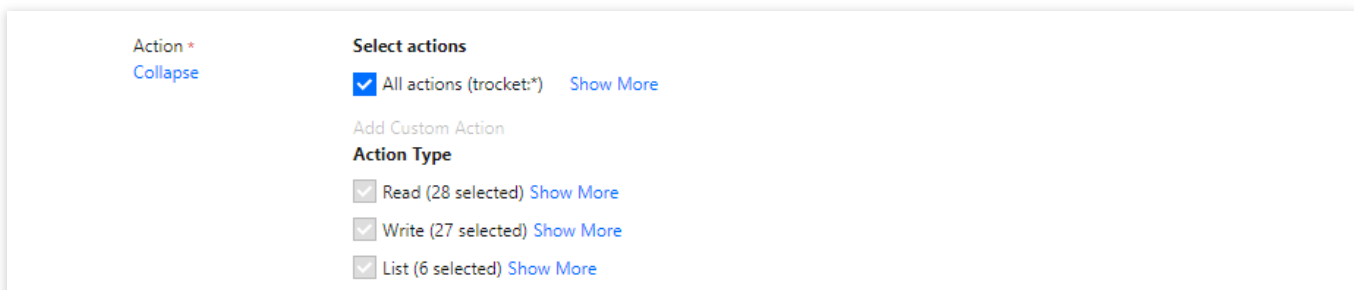 Action * Select actions
Collapse
All actions (trocket:*) Show More
Add Custom Action
Action Type
Read (28 selected) Show More
Write (27 selected) Show More
List (6 selected) Show More